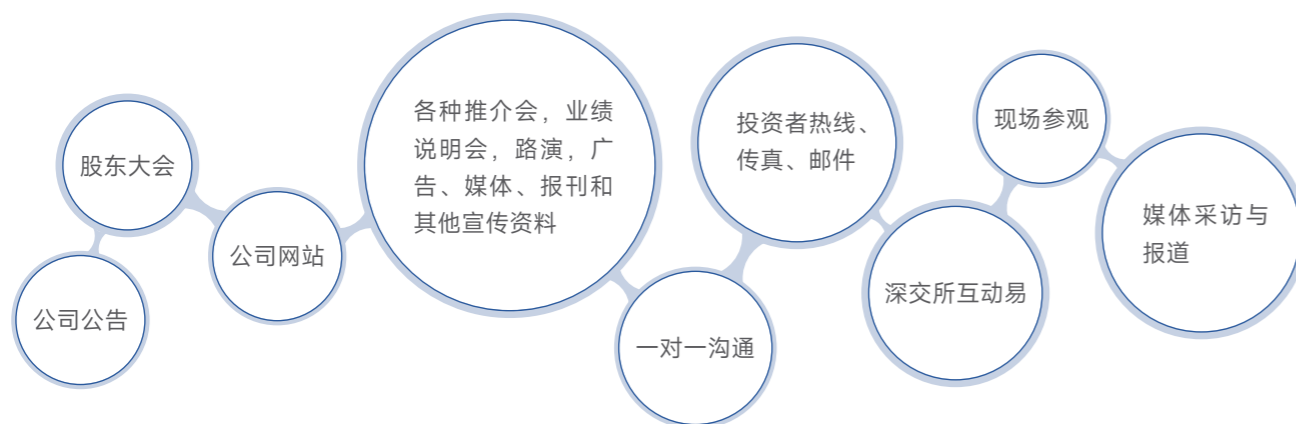 公司公告
股东大会
公司网站
各种推介会，业绩
说明会，路演，广
告、媒体、报刊和
其他宣传资料
一对一沟通
投资者热线、
传真、邮件
深交所互动易
现场参观
媒体采访与
报道